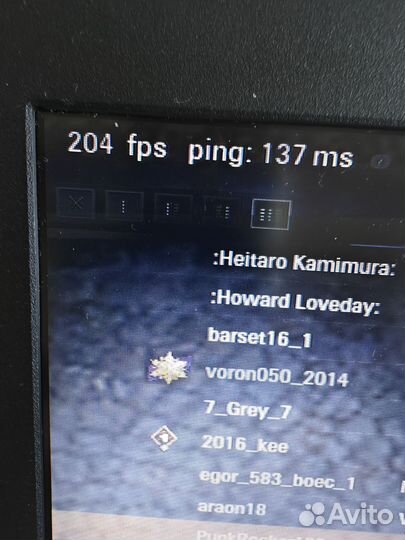 204 fps ping: 137 ms
:Heitaro Kamimura:
:Howard Loveday:
barset16_1
voron050_2014
7_Grey_7
2016_kee
egor_583_boec_1
araon18
Avito